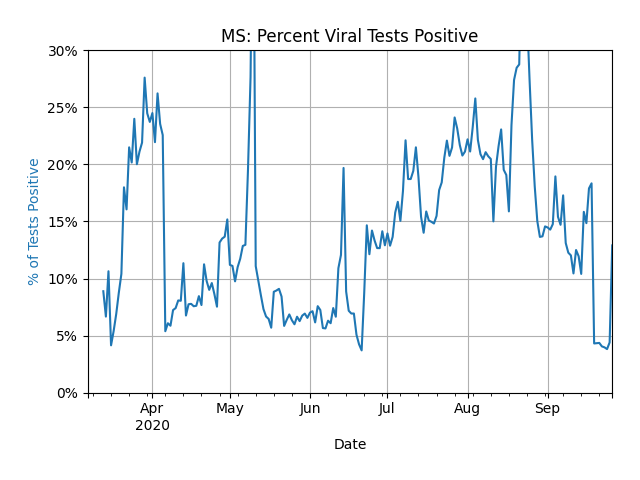 MS: Percent Viral Tests Positive
% of Tests Positive
30%
25%
20%
15%
10%
5%
0%
Apr
2020
May
Jun
Jul
Aug
Sep
Date